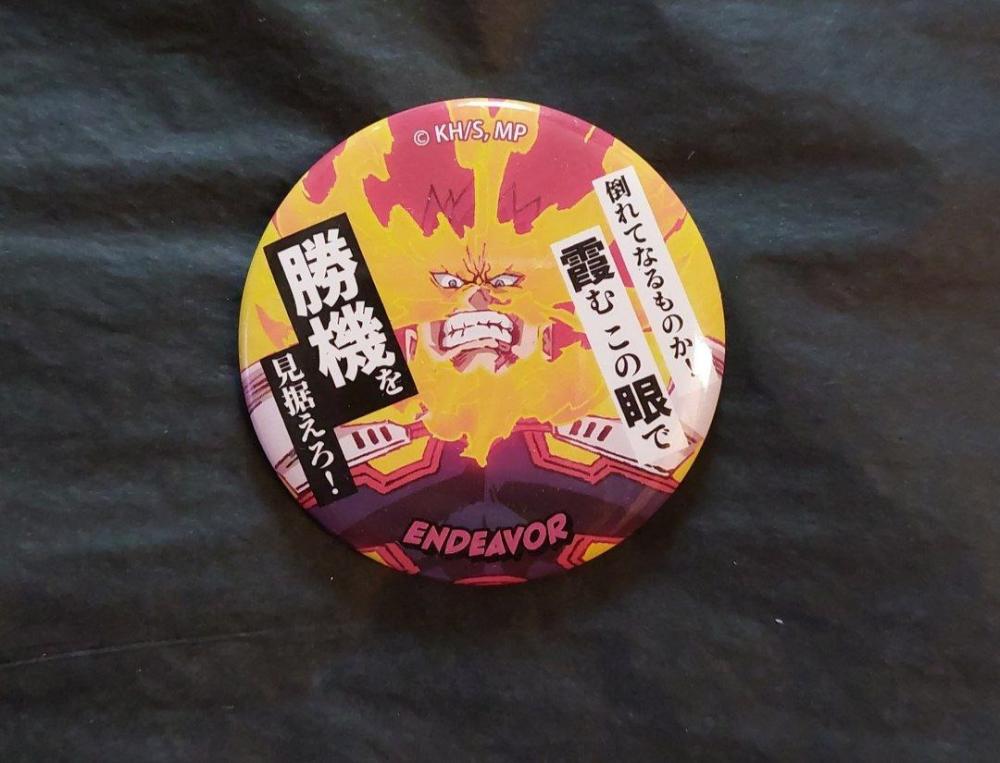 © KH/S, MP
倒れてなるものか!
霞む この眼で
勝機を
見据えろ!
ENDEAVOR